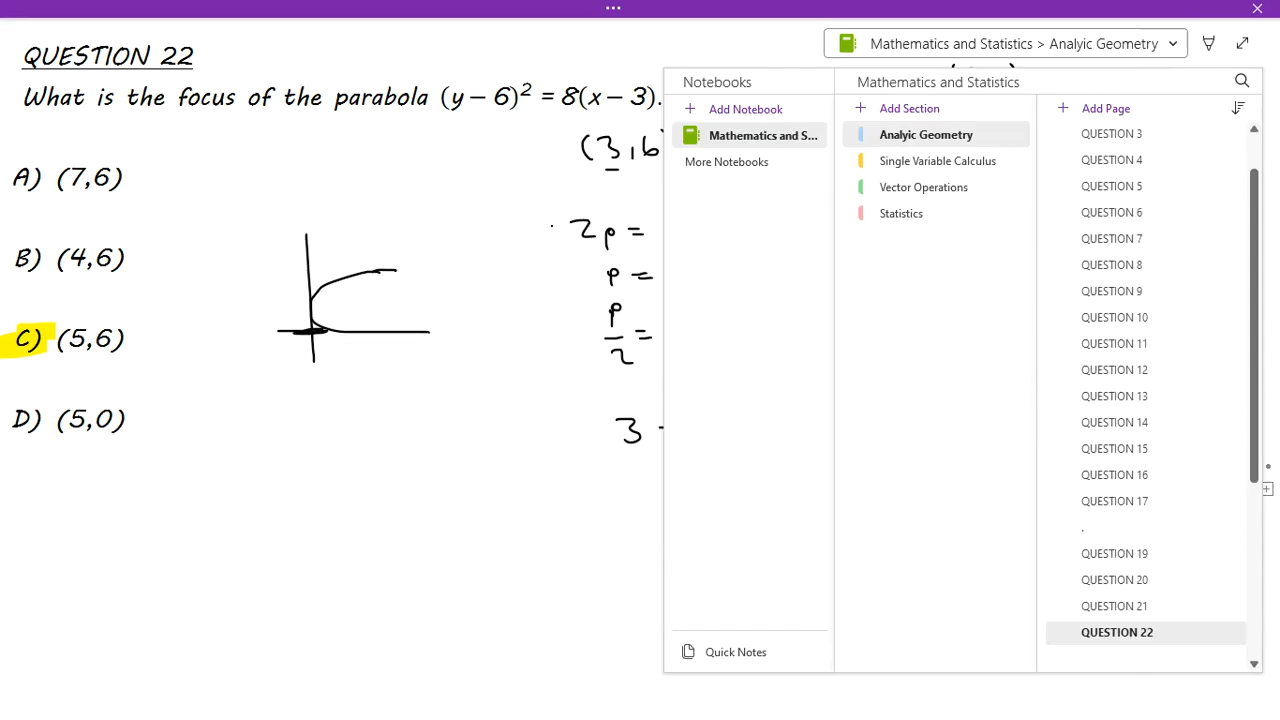 QUESTION 22
What is the focus of the parabola (y − 6)² = 8(x − 3).
A) (7,6)
B) (4,6)
C) (5,6)
D) (5,0)
(3,6
2p =
p =
p/2 =
3
Mathematics and Statistics > Analyic Geometry
Notebooks
+ Add Notebook
Mathematics and S...
More Notebooks
Quick Notes
Mathematics and Statistics
+ Add Section
Analyic Geometry
Single Variable Calculus
Vector Operations
Statistics
+ Add Page
QUESTION 3
QUESTION 4
QUESTION 5
QUESTION 6
QUESTION 7
QUESTION 8
QUESTION 9
QUESTION 10
QUESTION 11
QUESTION 12
QUESTION 13
QUESTION 14
QUESTION 15
QUESTION 16
QUESTION 17
.
QUESTION 19
QUESTION 20
QUESTION 21
QUESTION 22